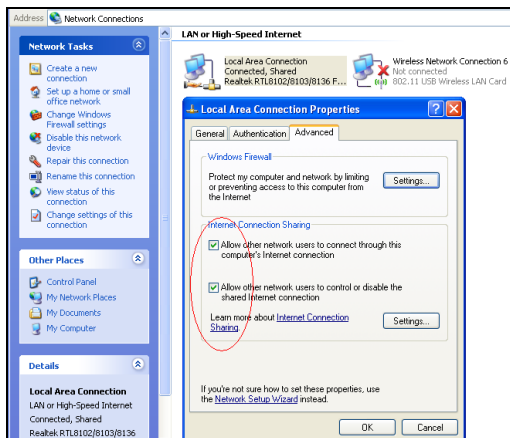 Address Network Connections
Network Tasks
Create a new
connection
Set up a home or small
office network
Change Windows
Firewall settings
Disable this network
device
Repair this connection
Rename this connection
View status of this
connection
Change settings of this
connection
Other Places
Control Panel
My Network Places
My Documents
My Computer
Details
Local Area Connection
LAN or High-Speed Internet
Connected, Shared
Realtek RTL8102/8103/8136
LAN or High-Speed Internet
Local Area Connection
Connected, Shared
Realtek RTL8102/8103/8136 F...
Wireless Network Connection 6
Not connected
802.11 USB Wireless LAN Card
Local Area Connection Properties
General Authentication Advanced
Windows Firewall
Protect my computer and network by limiting
or preventing access to this computer from
the Internet
Settings...
Internet Connection Sharing
Allow other network users to connect through this
computer's Internet connection
Allow other network users to control or disable the
shared Internet connection
Learn more about Internet Connection
Sharing.
Settings...
If you're not sure how to set these properties, use
the Network Setup Wizard instead.
OK Cancel